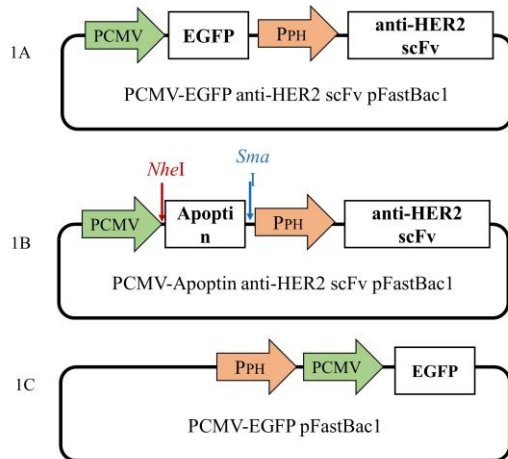 1A
PCMV
EGFP
PPH
anti-HER2
scFv
PCMV-EGFP anti-HER2 scFv pFastBac1
NheI
Sma
I
1B
PCMV
Apopti
n
PPH
anti-HER2
scFv
PCMV-Apoptin anti-HER2 scFv pFastBac1
1C
PPH
PCMV
EGFP
PCMV-EGFP pFastBac1